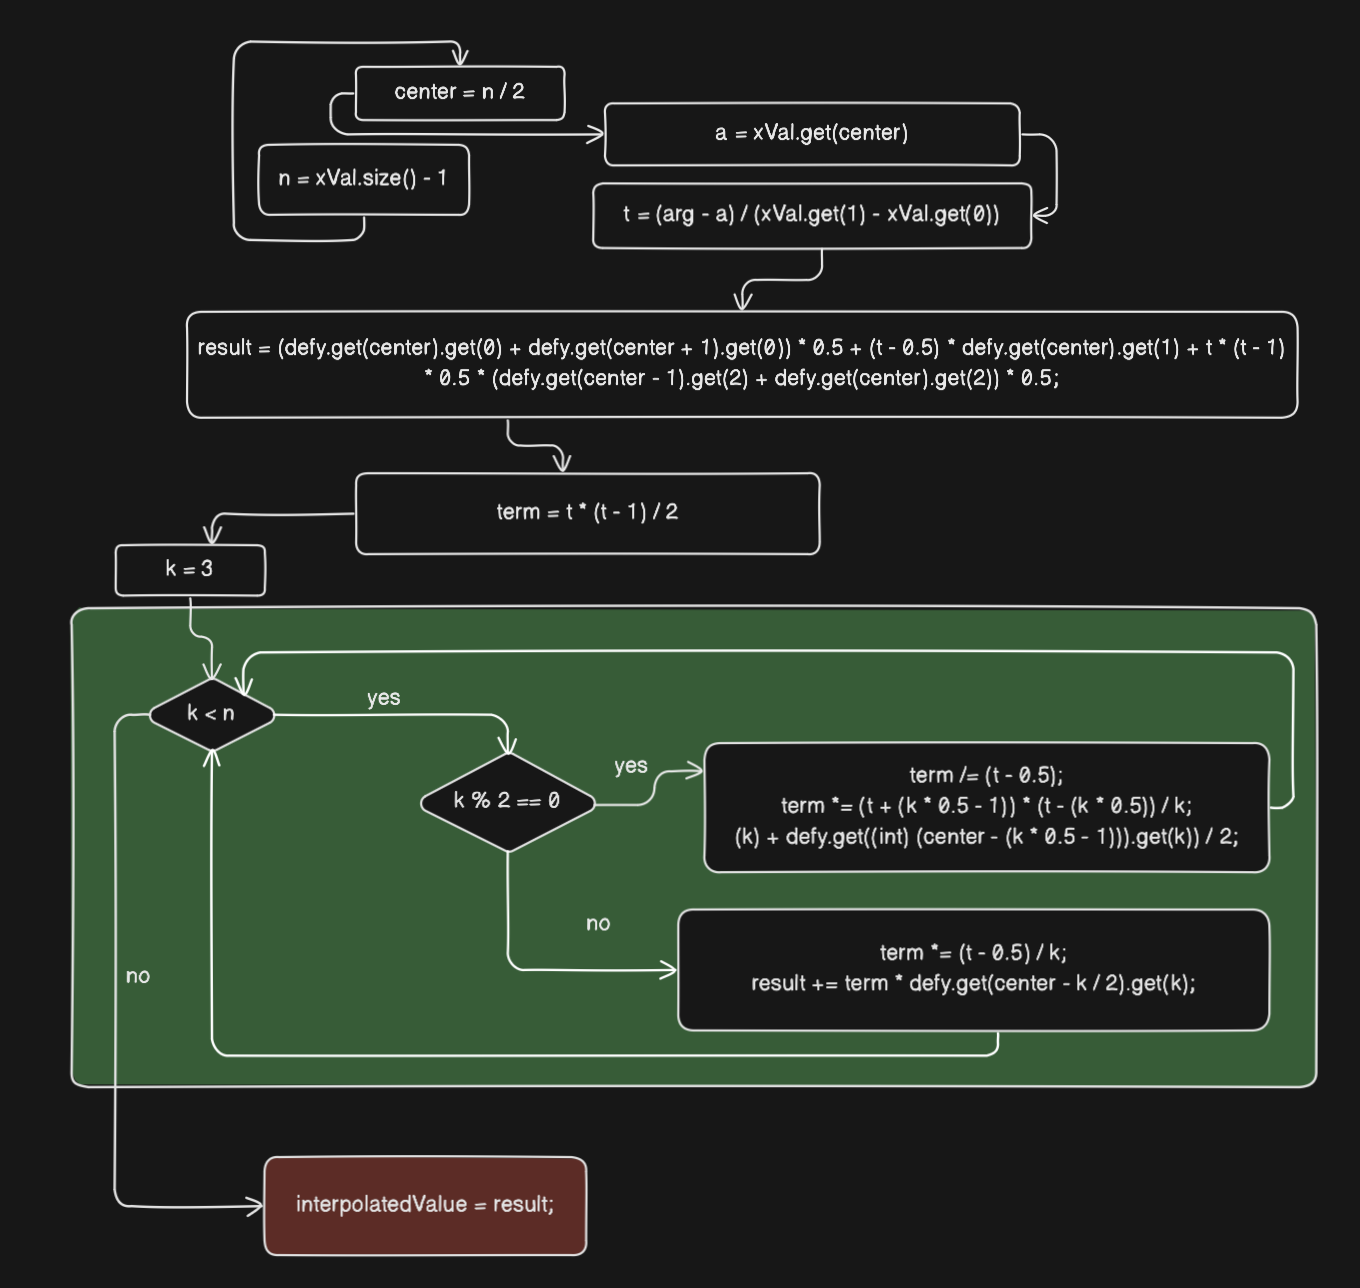 center = n / 2
a = xVal.get(center)
n = xVal.size() - 1
t = (arg - a) / (xVal.get(1) - xVal.get(0))
result = (defy.get(center).get(0) + defy.get(center + 1).get(0)) * 0.5 + (t - 0.5) * defy.get(center).get(1) + t * (t - 1)
* 0.5 * (defy.get(center - 1).get(2) + defy.get(center).get(2)) * 0.5;
term = t * (t - 1) / 2
k = 3
k < n
yes
k % 2 == 0
yes
term /= (t - 0.5);
term *= (t + (k * 0.5 - 1)) * (t - (k * 0.5)) / k;
(k) + defy.get((int) (center - (k * 0.5 - 1))).get(k)) / 2;
no
term *= (t - 0.5) / k;
result += term * defy.get(center - k / 2).get(k);
no
interpolatedValue = result;